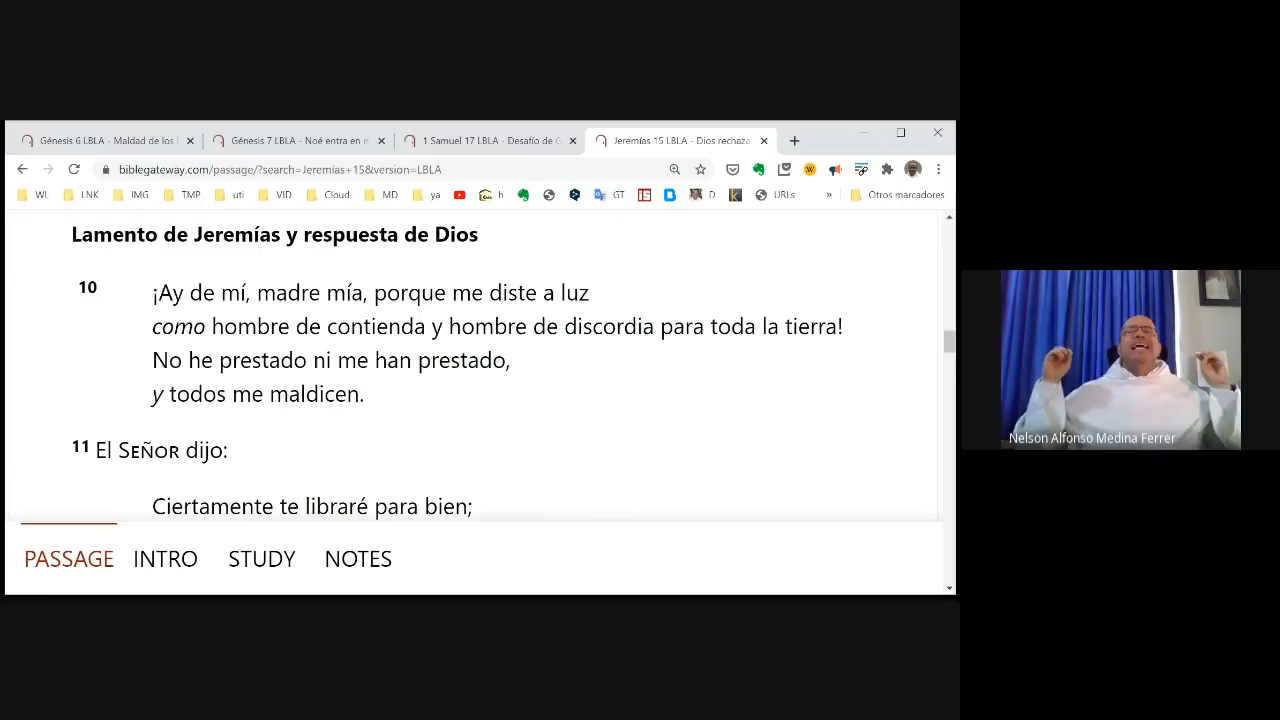 Génesis 6 LBLA - Maldad de los
Génesis 7 LBLA - Noé entra en e
1 Samuel 17 LBLA - Desafío de G
Jeremías 15 LBLA - Dios rechaza
biblegateway.com/passage/?search=Jeremías+15&version=LBLA
WL LNK IMG TMP uti VID Cloud MD ya h GT D URLs » Otros marcadores
Lamento de Jeremías y respuesta de Dios
10 ¡Ay de mí, madre mía, porque me diste a luz
como hombre de contienda y hombre de discordia para toda la tierra!
No he prestado ni me han prestado,
y todos me maldicen.
11 El SEÑOR dijo:
Ciertamente te libraré para bien;
PASSAGE INTRO STUDY NOTES
Nelson Alfonso Medina Ferrer